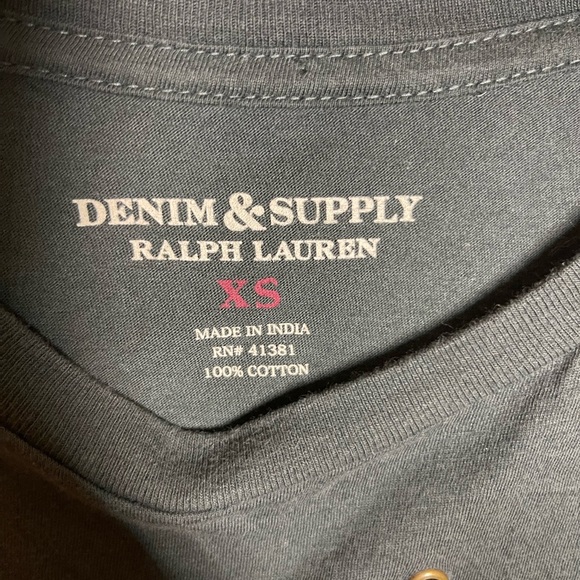 DENIM & SUPPLY
RALPH LAUREN
XS
MADE IN INDIA
RN# 41381
100% COTTON